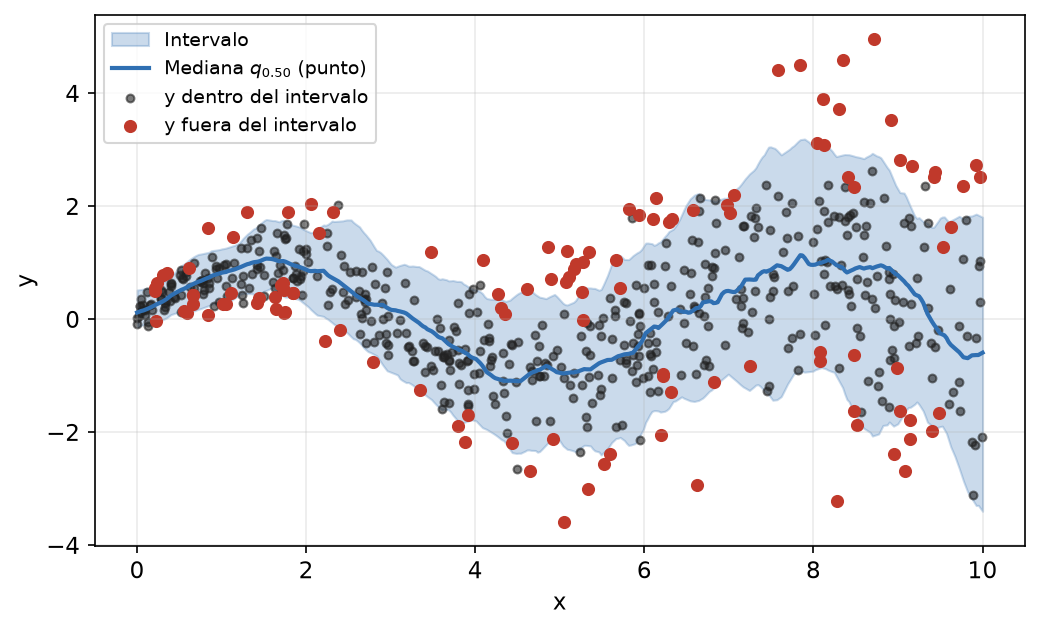 Intervalo
Mediana q0.50 (punto)
y dentro del intervalo
y fuera del intervalo
4
2
0
−2
−4
y
0 2 4 6 8 10
x